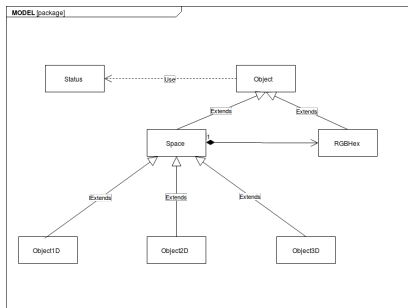 MODEL [package]
Status
Use
Object
Extends
Extends
1
Space
RGBHex
Extends
Extends
Extends
Object1D
Object2D
Object3D